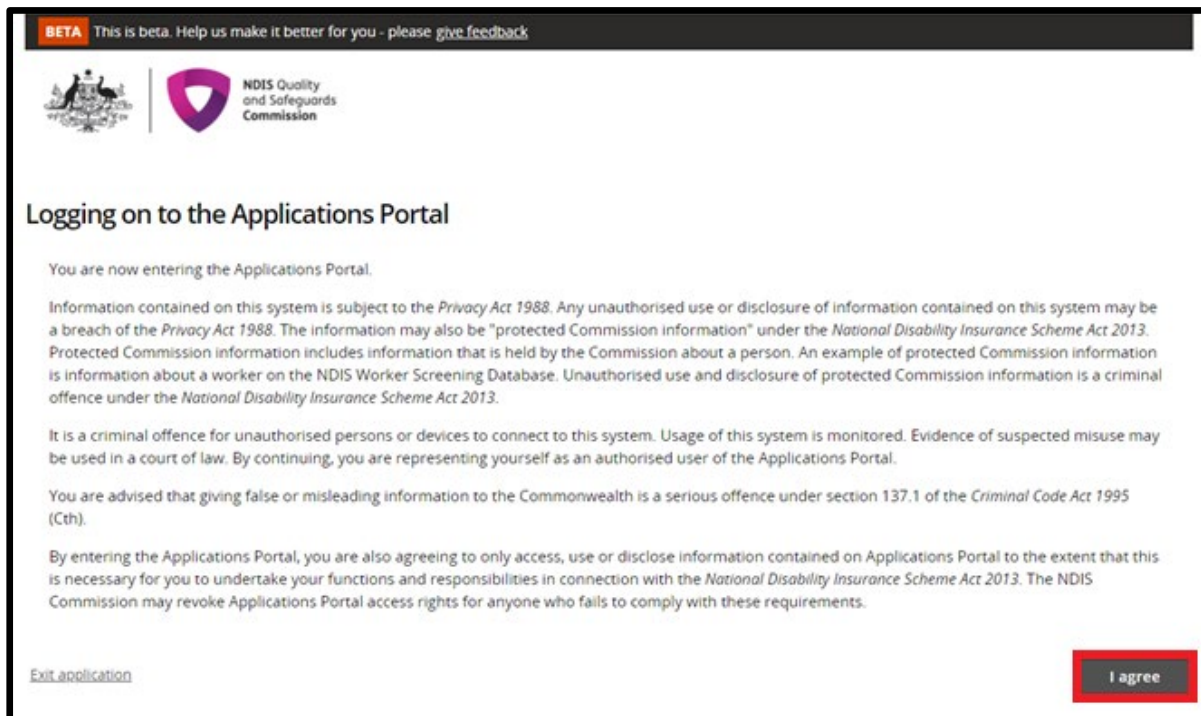 BETA This is beta. Help us make it better for you - please give feedback
NDIS Quality
and Safeguards
Commission
Logging on to the Applications Portal
You are now entering the Applications Portal.
Information contained on this system is subject to the Privacy Act 1988. Any unauthorised use or disclosure of information contained on this system may be
a breach of the Privacy Act 1988. The information may also be "protected Commission information" under the National Disability Insurance Scheme Act 2013.
Protected Commission information includes information that is held by the Commission about a person. An example of protected Commission information
is information about a worker on the NDIS Worker Screening Database. Unauthorised use and disclosure of protected Commission information is a criminal
offence under the National Disability Insurance Scheme Act 2013.
It is a criminal offence for unauthorised persons or devices to connect to this system. Usage of this system is monitored. Evidence of suspected misuse may
be used in a court of law. By continuing, you are representing yourself as an authorised user of the Applications Portal.
You are advised that giving false or misleading information to the Commonwealth is a serious offence under section 137.1 of the Criminal Code Act 1995
(Cth).
By entering the Applications Portal, you are also agreeing to only access, use or disclose information contained on Applications Portal to the extent that this
is necessary for you to undertake your functions and responsibilities in connection with the National Disability Insurance Scheme Act 2013. The NDIS
Commission may revoke Applications Portal access rights for anyone who fails to comply with these requirements.
Exit application
I agree